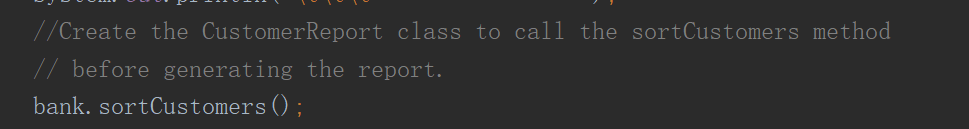 //Create the CustomerReport class to call the sortCustomers method
// before generating the report.
bank.sortCustomers();